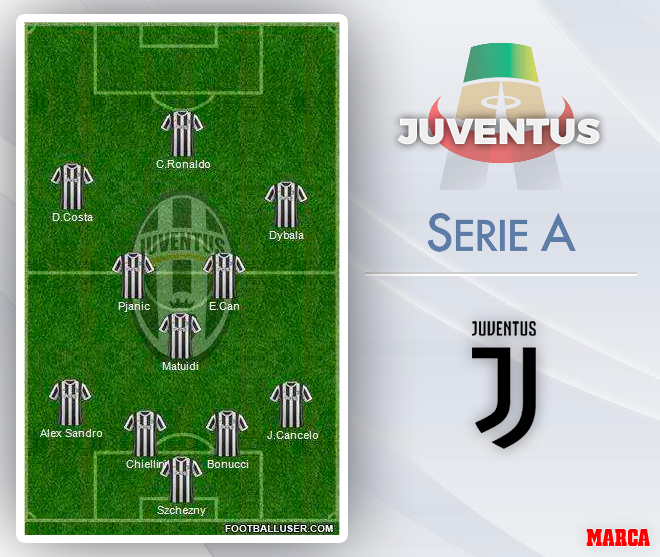 C.Ronaldo
D.Costa
Dybala
JUVENTUS
Pjanic
E.Can
Matuidi
Alex Sandro
J.Cancelo
Chiellini
Bonucci
Szchezny
FOOTBALLUSER.COM
JUVENTUS
SERIE A
JUVENTUS
MARCA